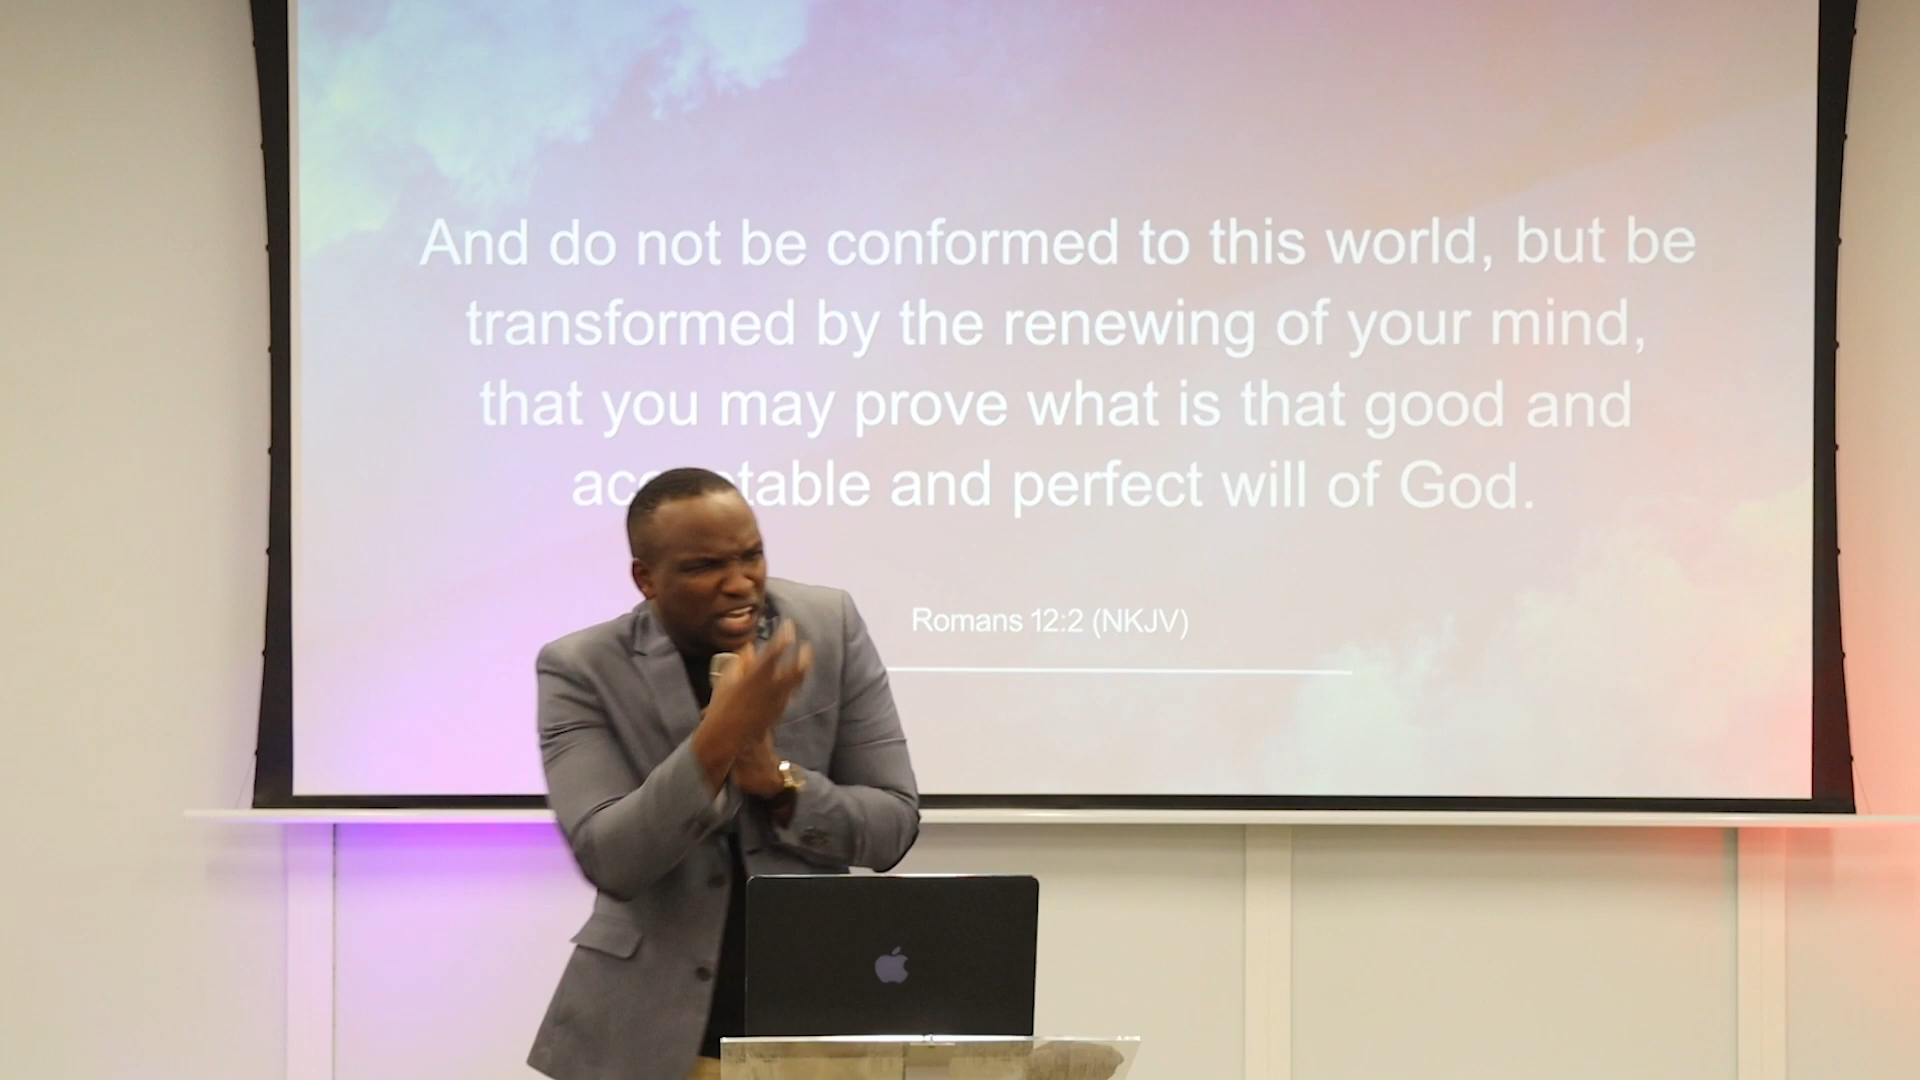 And do not be conformed to this world, but be
transformed by the renewing of your mind,
that you may prove what is that good and
and perfect will of God.
Romans 12:2 (NKJV)